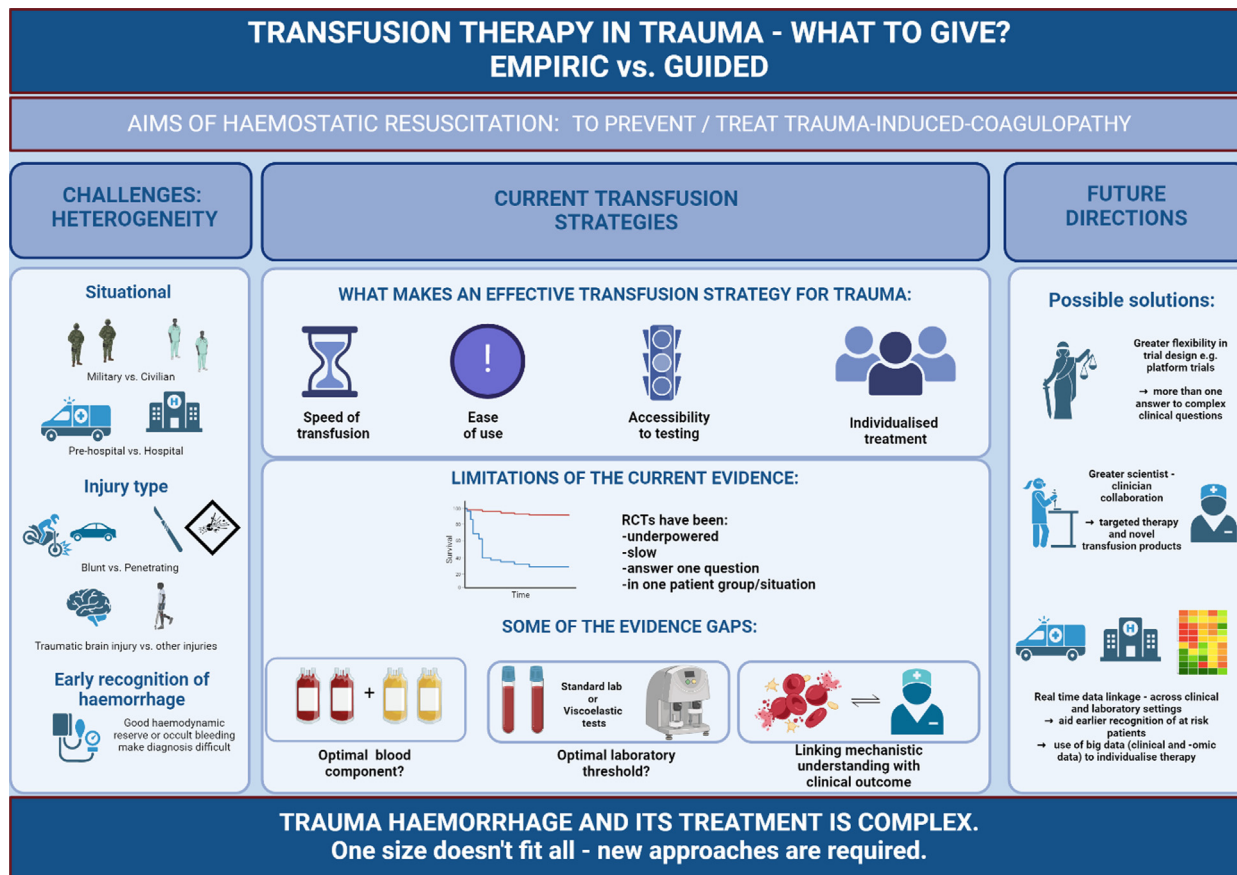 TRANSFUSION THERAPY IN TRAUMA - WHAT TO GIVE?
EMPIRIC vs. GUIDED
AIMS OF HAEMOSTATIC RESUSCITATION: TO PREVENT / TREAT TRAUMA-INDUCED-COAGULOPATHY
CHALLENGES:
HETEROGENEITY
Situational
Military vs. Civilian
H
Pre-hospital vs. Hospital
Injury type
Blunt vs. Penetrating
Traumatic brain injury vs. other injuries
Early recognition of
haemorrhage
Good haemodynamic
reserve or occult bleeding
make diagnosis difficult
CURRENT TRANSFUSION
STRATEGIES
WHAT MAKES AN EFFECTIVE TRANSFUSION STRATEGY FOR TRAUMA:
!
Speed of
transfusion
Ease
of use
Accessibility
to testing
Individualised
treatment
LIMITATIONS OF THE CURRENT EVIDENCE:
100
80
60
40
20
0
Survival
Time
RCTs have been:
-underpowered
-slow
-answer one question
-in one patient group/situation
SOME OF THE EVIDENCE GAPS:
+
Optimal blood
component?
Standard lab
or
Viscoelastic
tests
Optimal laboratory
threshold?
⇌
Linking mechanistic
understanding with
clinical outcome
FUTURE
DIRECTIONS
Possible solutions:
Greater flexibility in
trial design e.g.
platform trials
→ more than one
answer to complex
clinical questions
Greater scientist -
clinician
collaboration
→ targeted therapy
and novel
transfusion products
H
Real time data linkage - across clinical
and laboratory settings
→ aid earlier recognition of at risk
patients
→ use of big data (clinical and -omic
data) to individualise therapy
TRAUMA HAEMORRHAGE AND ITS TREATMENT IS COMPLEX.
One size doesn't fit all - new approaches are required.